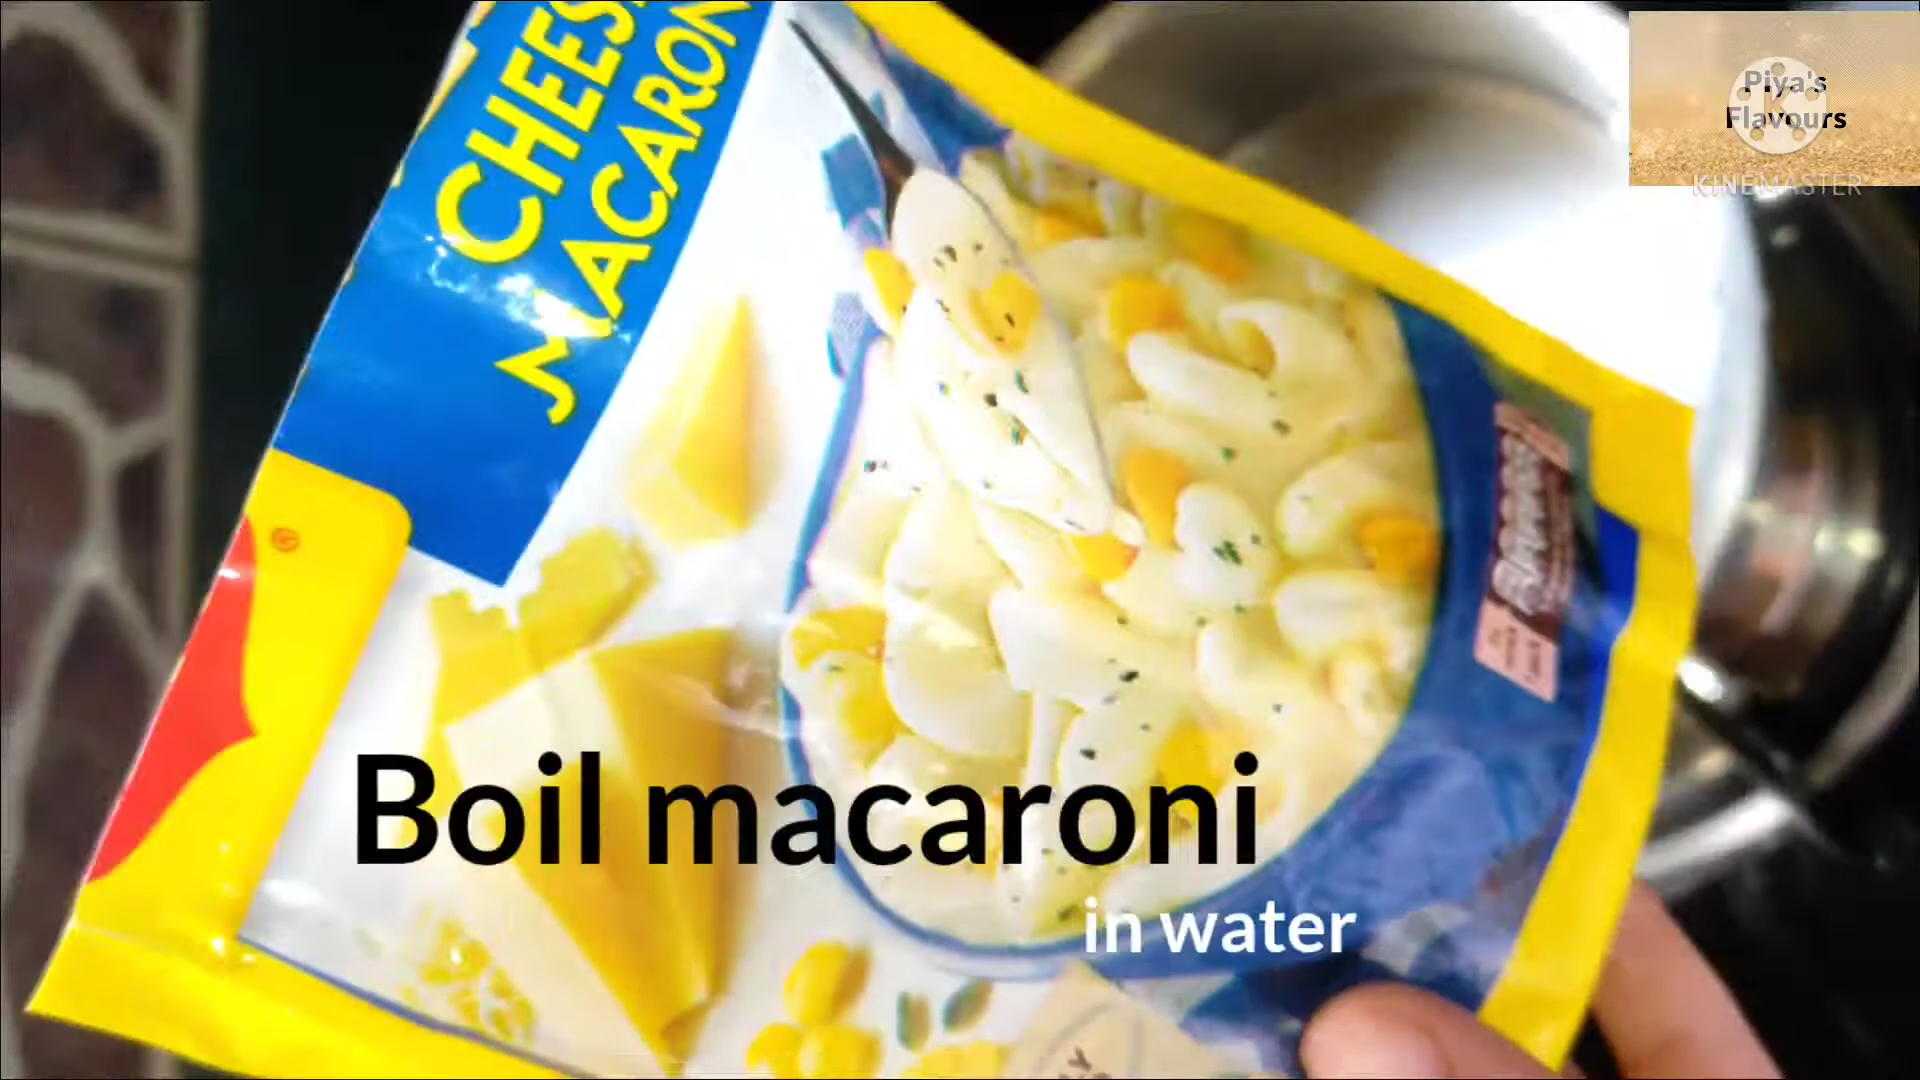 CHEES
MACARON
Piya's
Flavours
KINEMASTER
Boil macaroni
in water